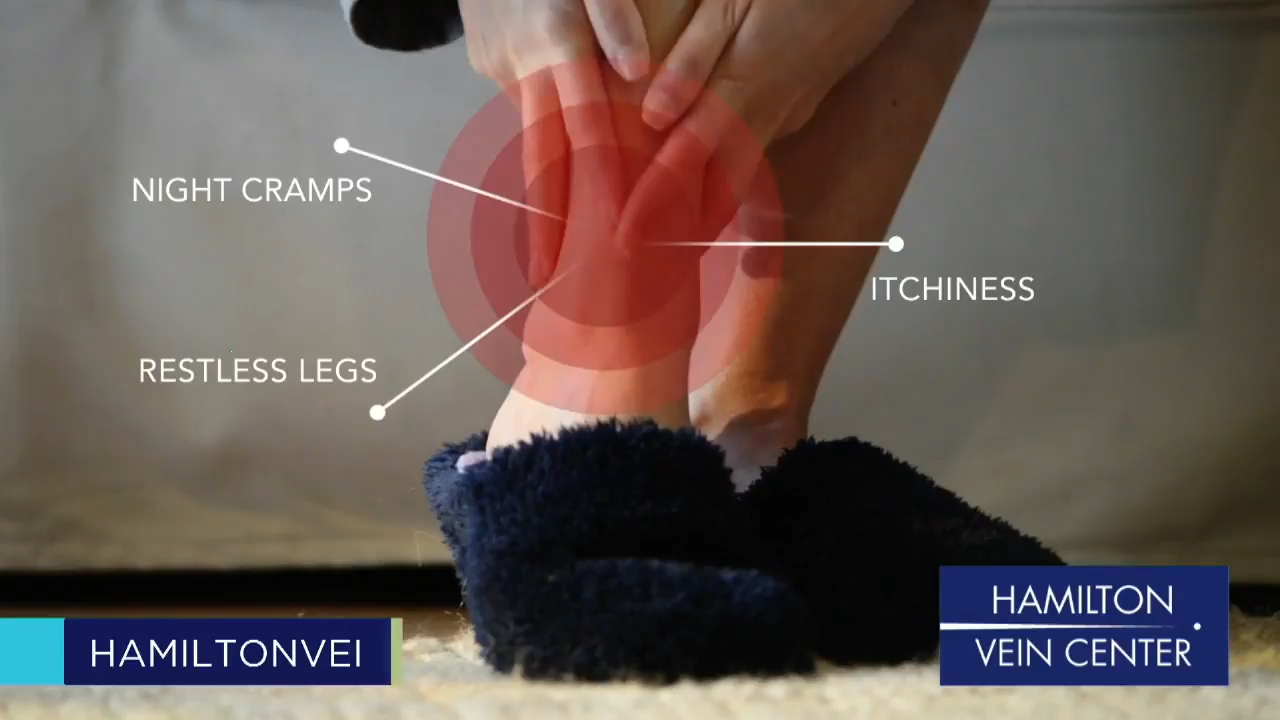 NIGHT CRAMPS
ITCHINESS
RESTLESS LEGS
HAMILTON
VEIN CENTER
HAMILTONVEI